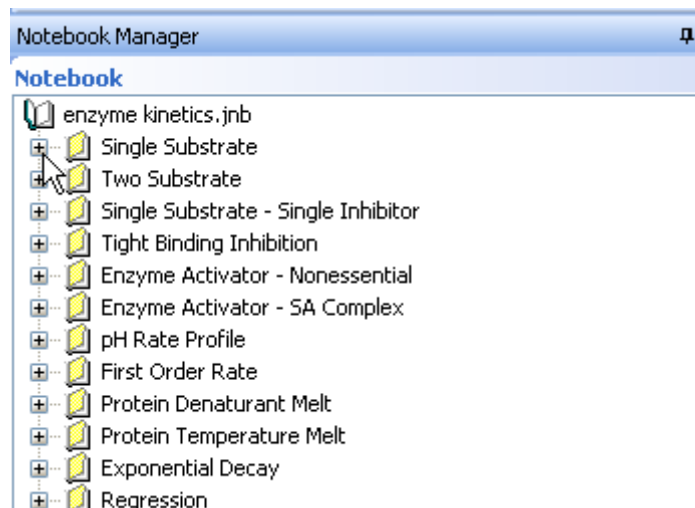 Notebook Manager
Notebook
enzyme kinetics.jnb
Single Substrate
Two Substrate
Single Substrate - Single Inhibitor
Tight Binding Inhibition
Enzyme Activator - Nonessential
Enzyme Activator - SA Complex
pH Rate Profile
First Order Rate
Protein Denaturant Melt
Protein Temperature Melt
Exponential Decay
Regression